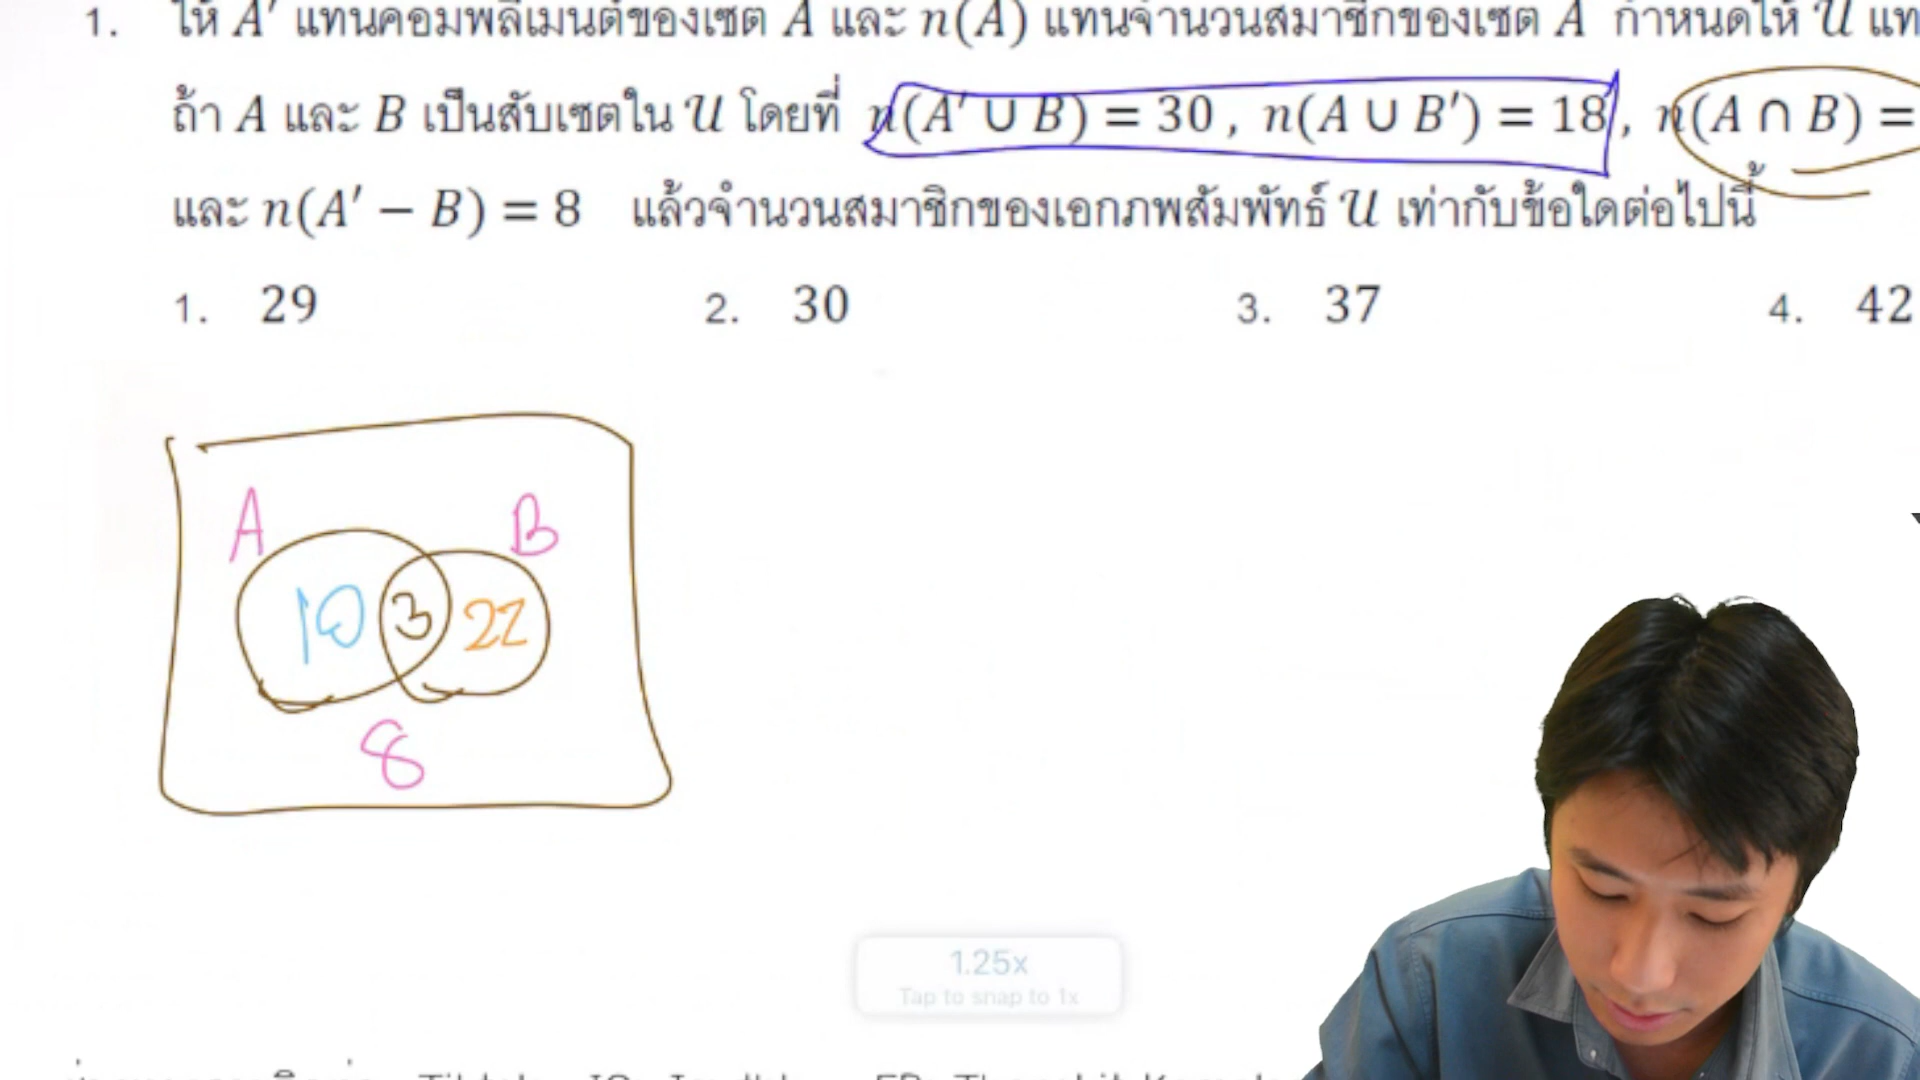 1. ให้ A′ แทนคอมพลีเมนต์ของเซต A และ n(A) แทนจำนวนสมาชิกของเซต A กำหนดให้ 𝒰 แท
ถ้า A และ B เป็นสับเซตใน 𝒰 โดยที่ n(A′ ∪ B) = 30 , n(A ∪ B′) = 18 , n(A ∩ B) =
และ n(A′ − B) = 8 แล้วจำนวนสมาชิกของเอกภพสัมพัทธ์ 𝒰 เท่ากับข้อใดต่อไปนี้
1. 29 2. 30 3. 37 4. 42
A B
10 3 22
8
1.25x
Tap to snap to 1x